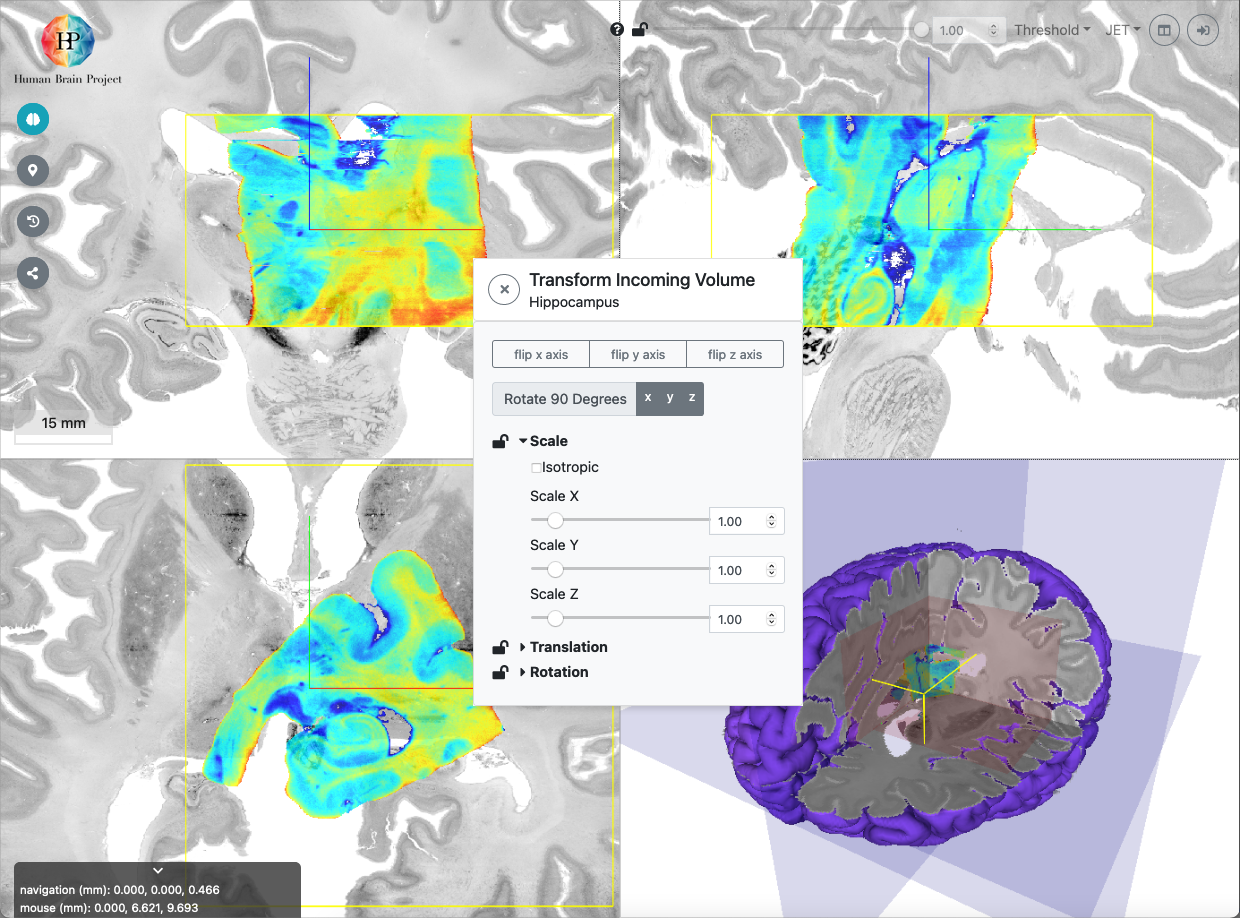 HP
Human Brain Project
?
1.00
Threshold
JET
Transform Incoming Volume
Hippocampus
flip x axis
flip y axis
flip z axis
Rotate 90 Degrees
x y z
Scale
Isotropic
Scale X
1.00
Scale Y
1.00
Scale Z
1.00
Translation
Rotation
15 mm
navigation (mm): 0.000, 0.000, 0.466
mouse (mm): 0.000, 6.621, 9.693